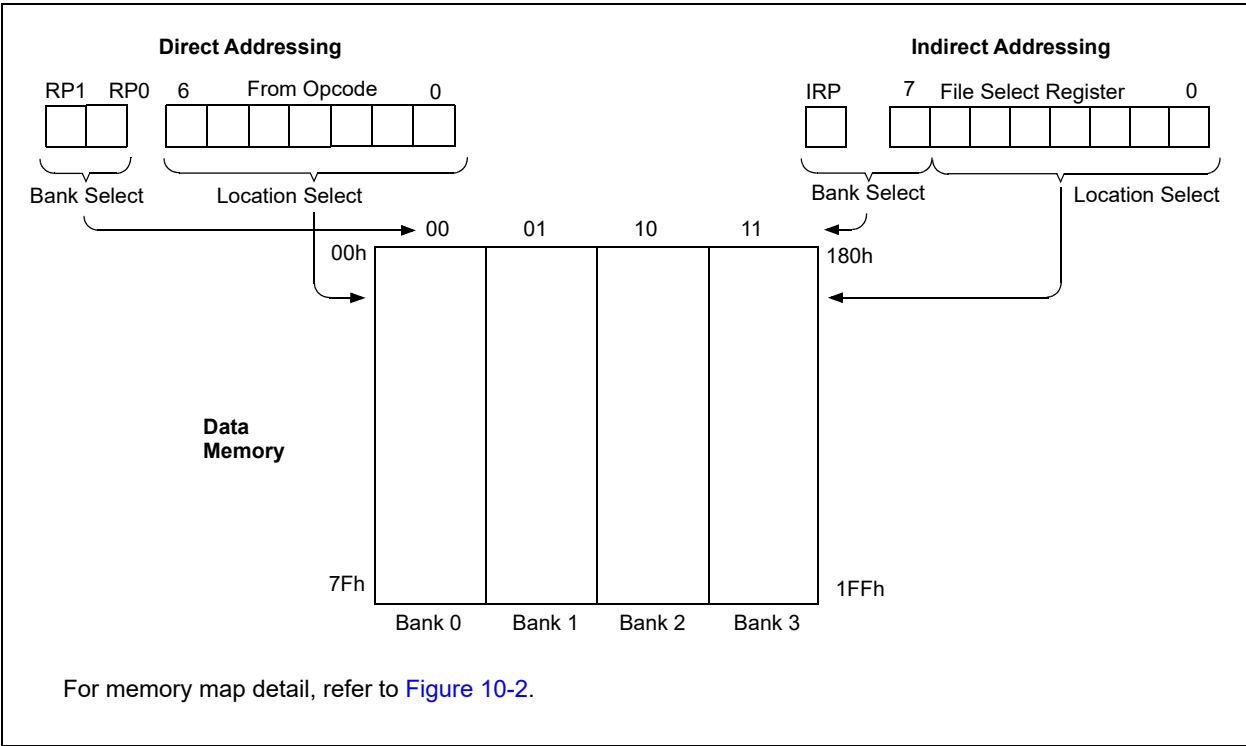 Direct Addressing
Indirect Addressing
RP1 RP0 6 From Opcode 0
IRP 7 File Select Register 0
Bank Select
Location Select
Bank Select
Location Select
00 01 10 11
00h
180h
Data
Memory
7Fh
1FFh
Bank 0 Bank 1 Bank 2 Bank 3
For memory map detail, refer to Figure 10-2.